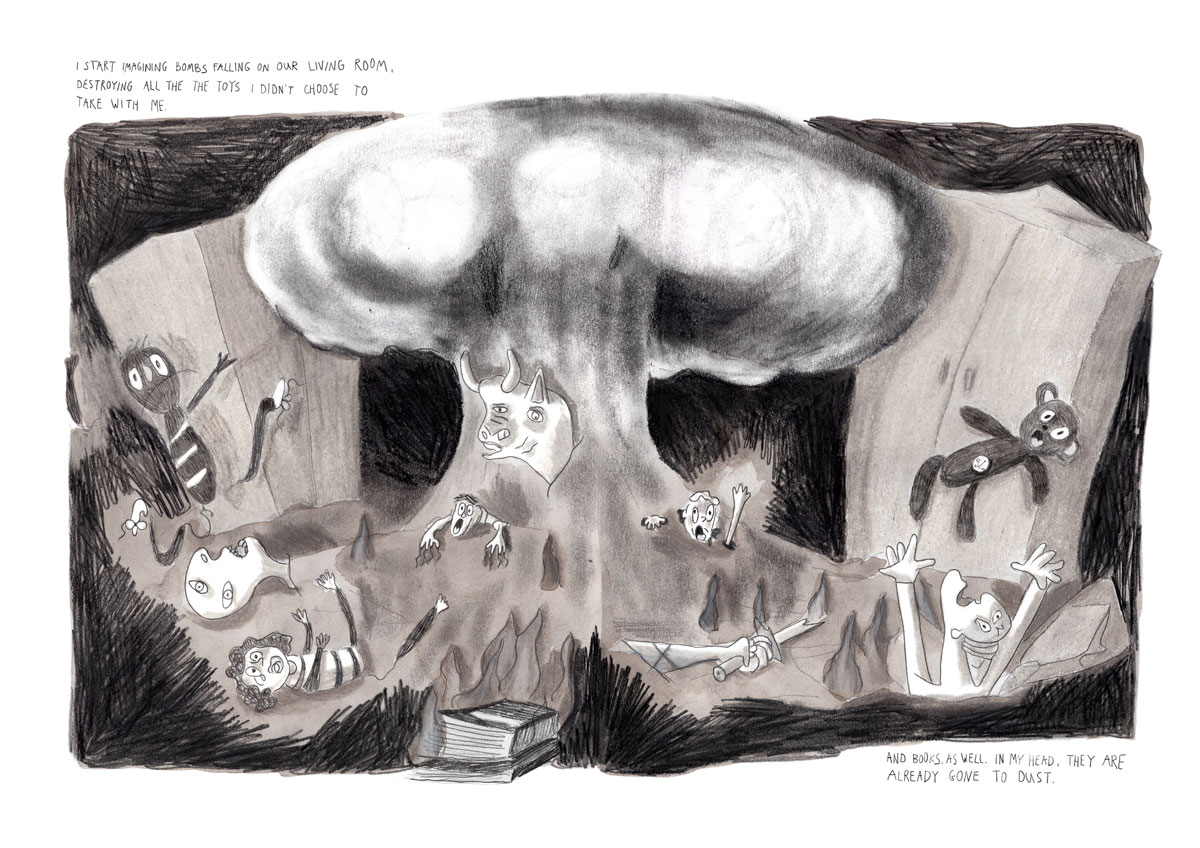 I START IMAGINING BOMBS FALLING ON OUR LIVING ROOM,
DESTROYING ALL THE THE TOYS I DIDN'T CHOOSE TO
TAKE WITH ME.
AND BOOKS, AS WELL. IN MY HEAD, THEY ARE
ALREADY GONE TO DUST.